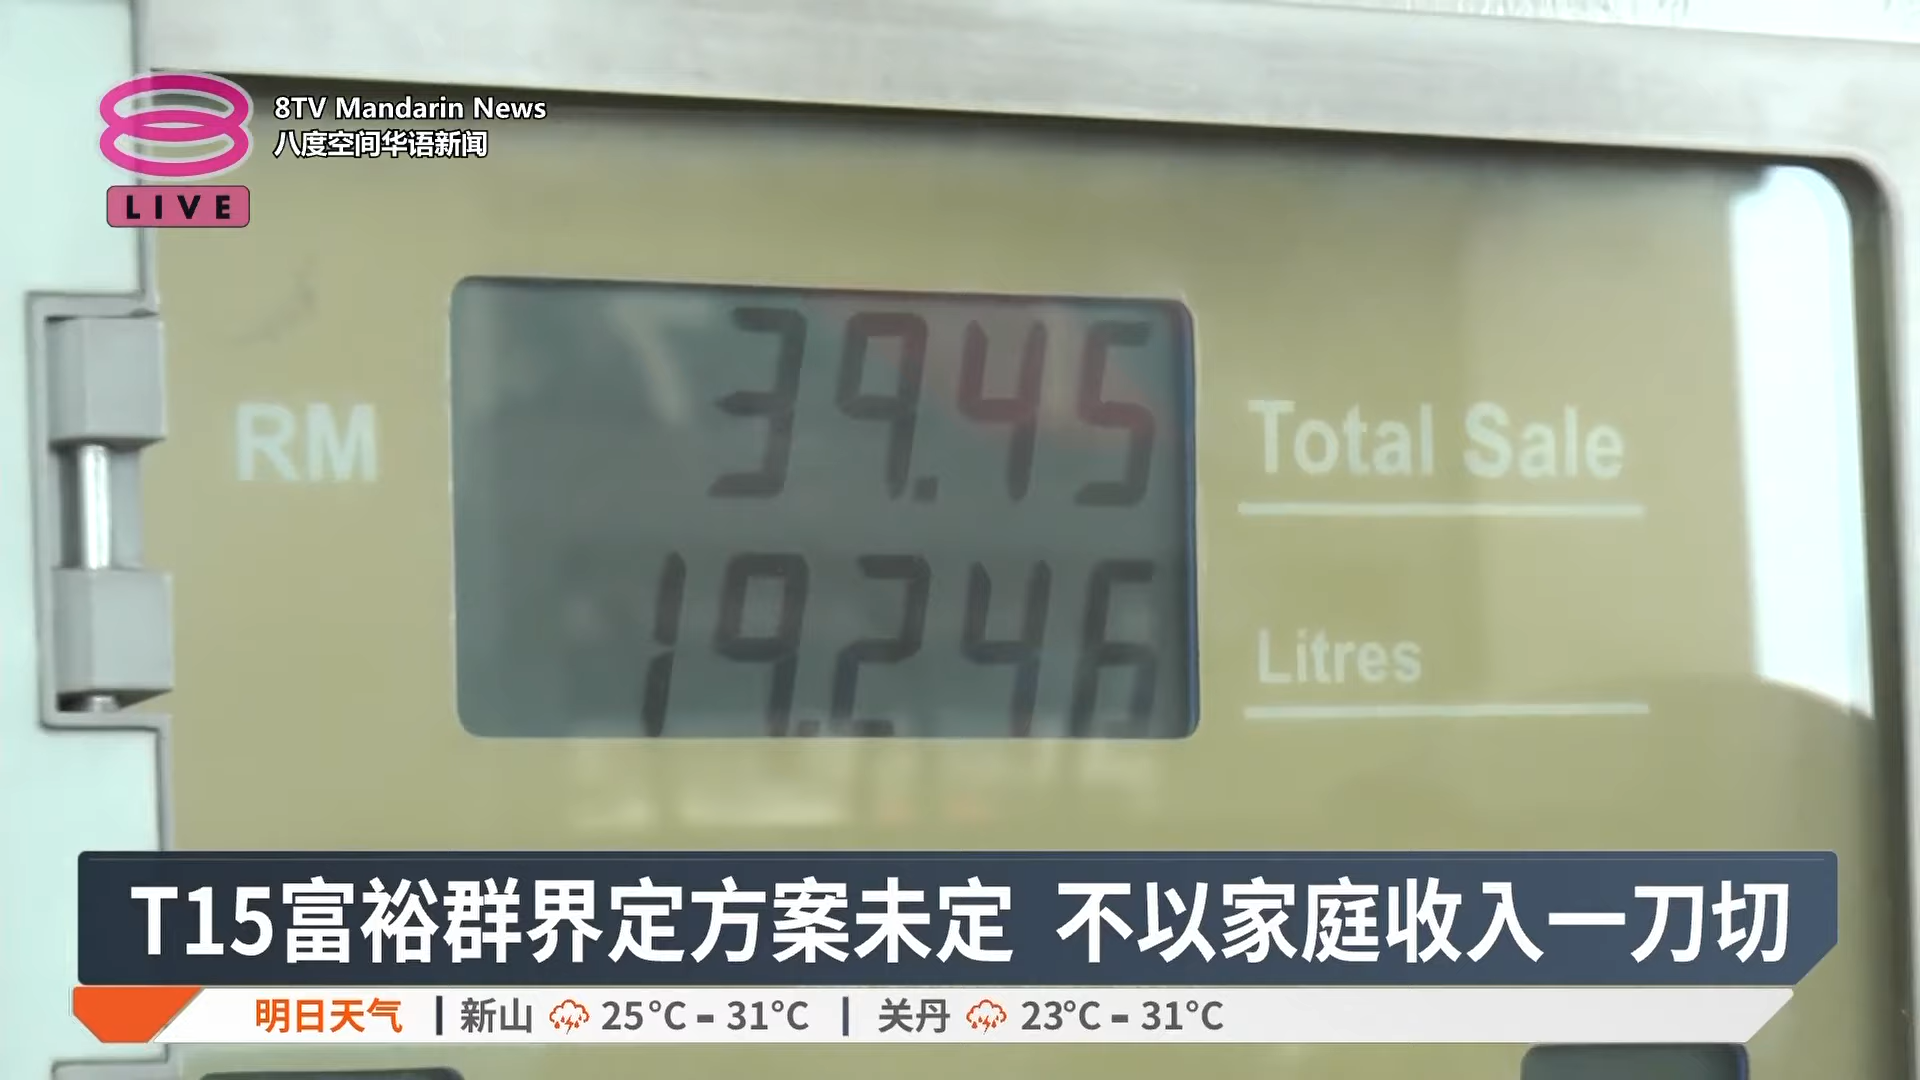 8TV Mandarin News
八度空间华语新闻
LIVE
RM
39.45
Total Sale
19.246
Litres
T15富裕群界定方案未定 不以家庭收入一刀切
明日天气 | 新山 25°C - 31°C | 关丹 23°C - 31°C